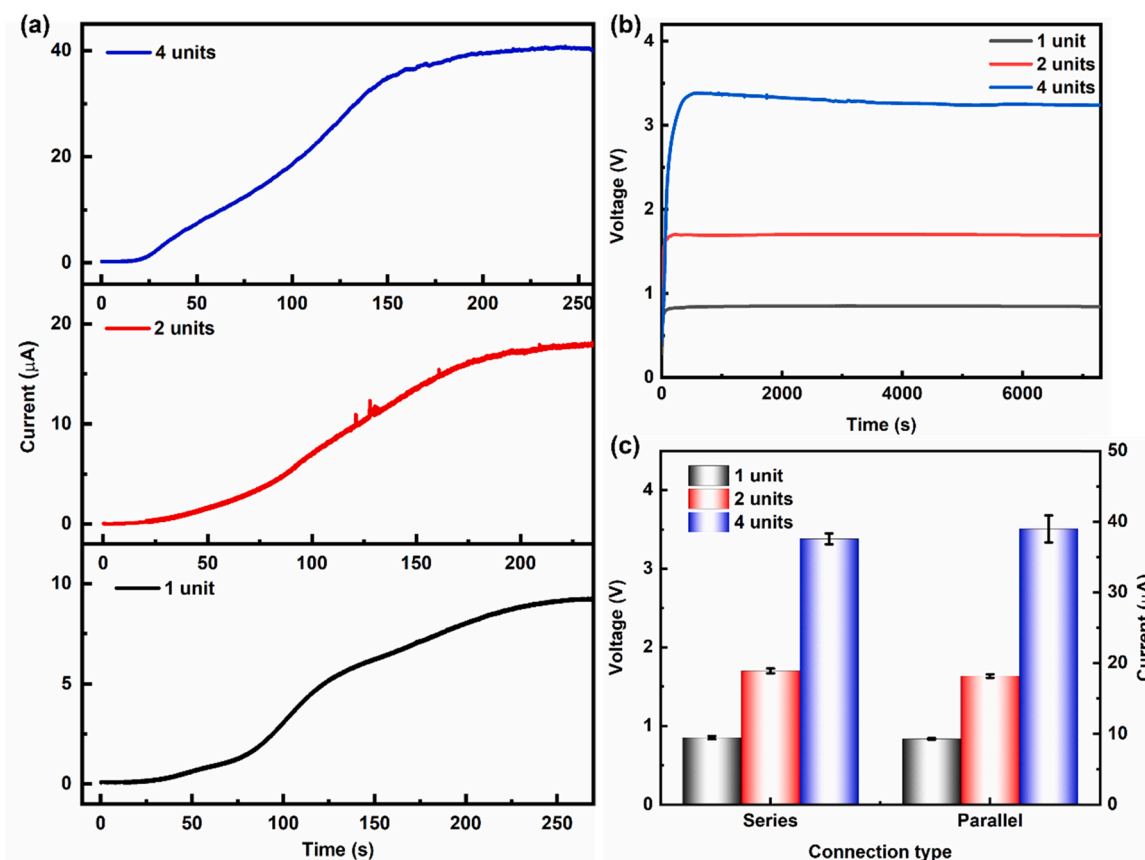 (a)
4 units
40
20
0
0 50 100 150 200 250
2 units
20
10
0
0 50 100 150 200
1 unit
10
5
0
0 50 100 150 200 250
Current (μA)
Time (s)
(b)
1 unit
2 units
4 units
4
3
2
1
0
0 2000 4000 6000
Voltage (V)
Time (s)
(c)
1 unit
2 units
4 units
4
3
2
1
0
Voltage (V)
50
40
30
20
10
0
Current (μA)
Series Parallel
Connection type